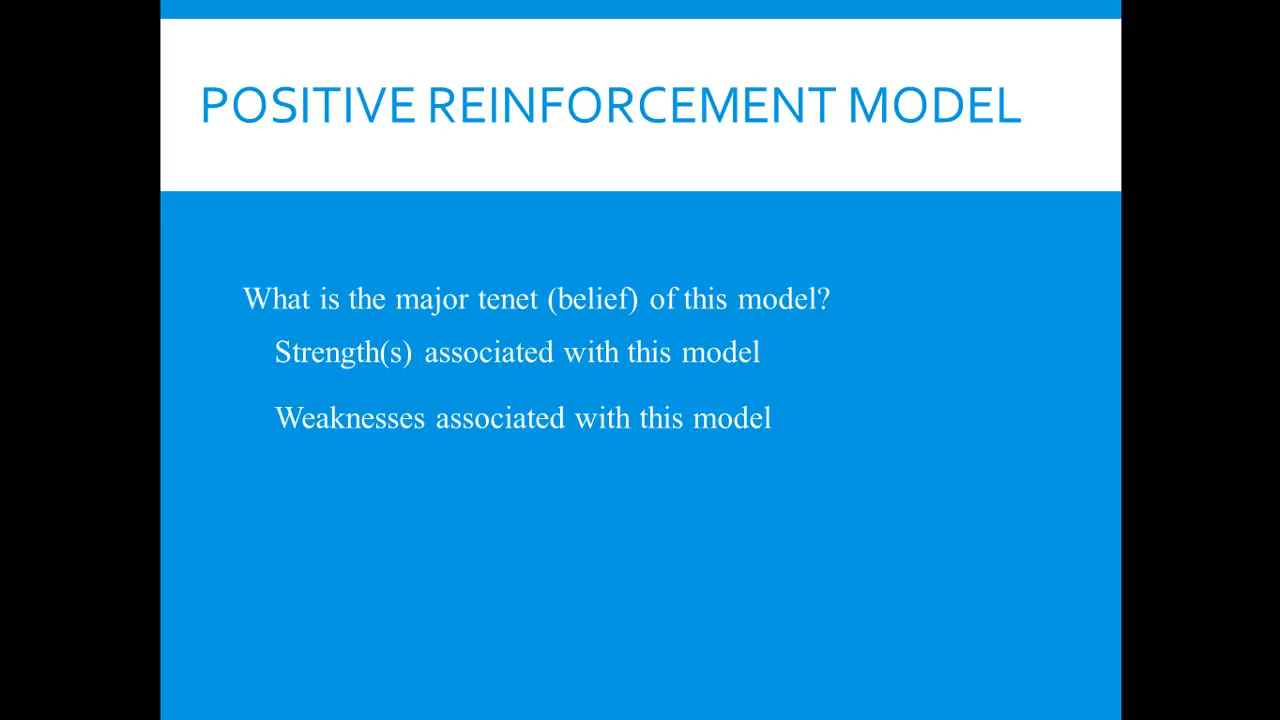 POSITIVE REINFORCEMENT MODEL
What is the major tenet (belief) of this model?
Strength(s) associated with this model
Weaknesses associated with this model